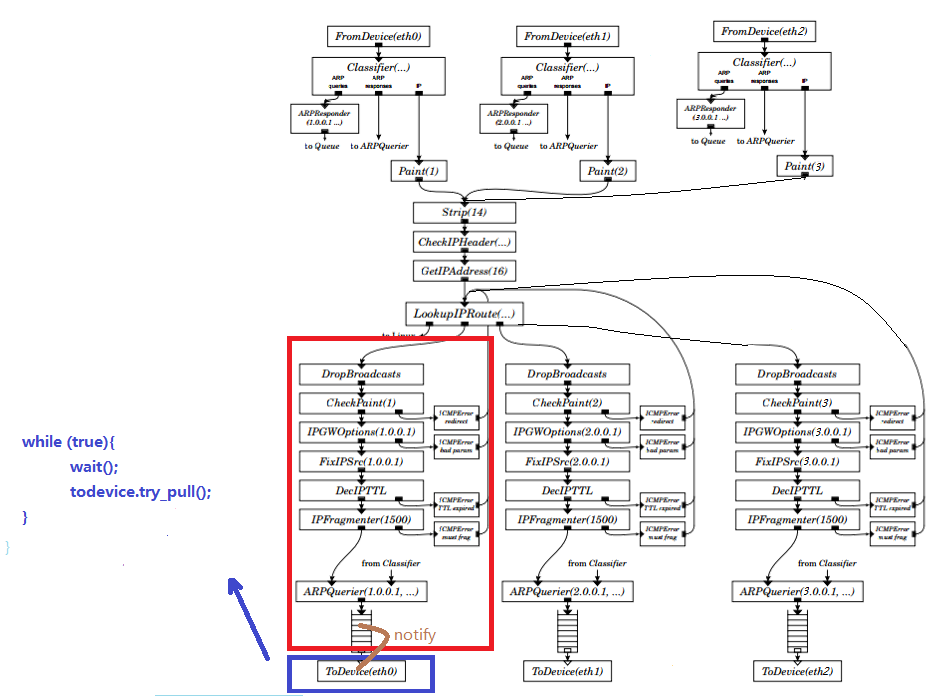 FromDevice(eth0)
FromDevice(eth1)
FromDevice(eth2)
Classifier(...)
Classifier(...)
Classifier(...)
ARP queries
ARP responses
IP
ARP queries
ARP responses
IP
ARP queries
ARP responses
IP
ARPResponder
(1.0.0.1 ...)
ARPResponder
(2.0.0.1 ..)
ARPResponder
(3.0.0.1 ..)
to Queue
to ARPQuerier
to Queue
to ARPQuerier
to Queue
to ARPQuerier
Paint(1)
Paint(2)
Paint(3)
Strip(14)
CheckIPHeader(...)
GetIPAddress(16)
LookupIPRoute(...)
to Linux
DropBroadcasts
CheckPaint(1)
ICMPError
redirect
IPGWOptions(1.0.0.1)
ICMPError
bad param
FixIPSrc(1.0.0.1)
DecIPTTL
ICMPError
TTL expired
IPFragmenter(1500)
ICMPError
must frag
from Classifier
ARPQuerier(1.0.0.1, ...)
notify
ToDevice(eth0)
DropBroadcasts
CheckPaint(2)
ICMPError
redirect
IPGWOptions(2.0.0.1)
ICMPError
bad param
FixIPSrc(2.0.0.1)
DecIPTTL
ICMPError
TTL expired
IPFragmenter(1500)
ICMPError
must frag
from Classifier
ARPQuerier(2.0.0.1, ...)
ToDevice(eth1)
DropBroadcasts
CheckPaint(3)
ICMPError
redirect
IPGWOptions(3.0.0.1)
ICMPError
bad param
FixIPSrc(3.0.0.1)
DecIPTTL
ICMPError
TTL expired
IPFragmenter(1500)
ICMPError
must frag
from Classifier
ARPQuerier(3.0.0.1, ...)
ToDevice(eth2)
while (true){
wait();
todevice.try_pull();
}
}